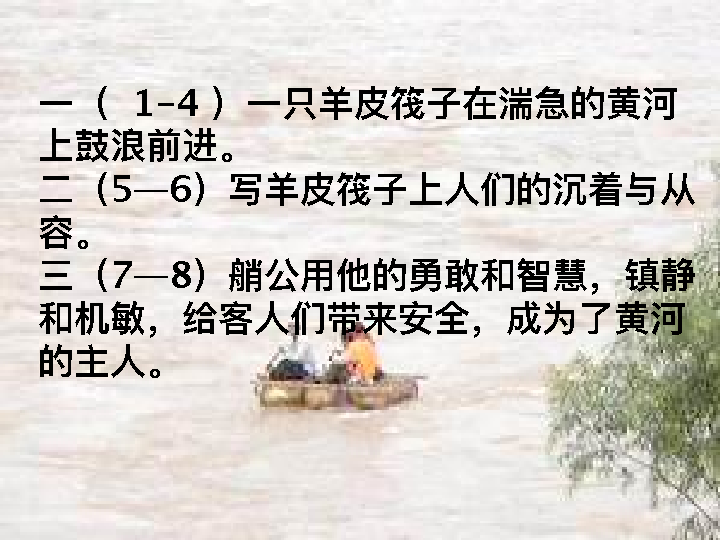 一（ 1-4 ）一只羊皮筏子在湍急的黄河
上鼓浪前进。
二（5—6）写羊皮筏子上人们的沉着与从
容。
三（7—8）艄公用他的勇敢和智慧，镇静
和机敏，给客人们带来安全，成为了黄河
的主人。